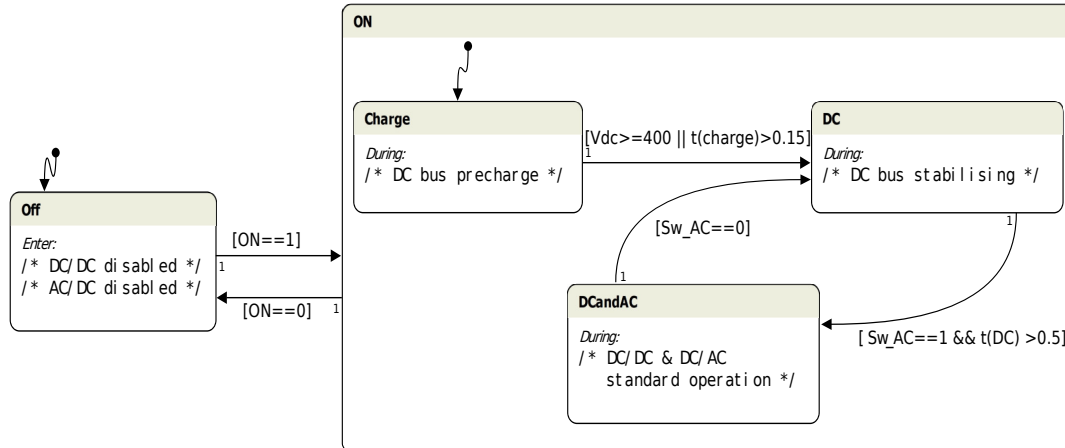 ON
Charge
During:
/* DC bus precharge */
[Vdc>=400 || t(charge)>0.15]
1
DC
During:
/* DC bus stabilising */
1
Off
Enter:
/* DC/DC disabled */
/* AC/DC disabled */
[ON==1]
1
[ON==0]
1
[Sw_AC==0]
1
DCandAC
During:
/* DC/DC & DC/AC
standard operation */
[ Sw_AC==1 && t(DC) >0.5]